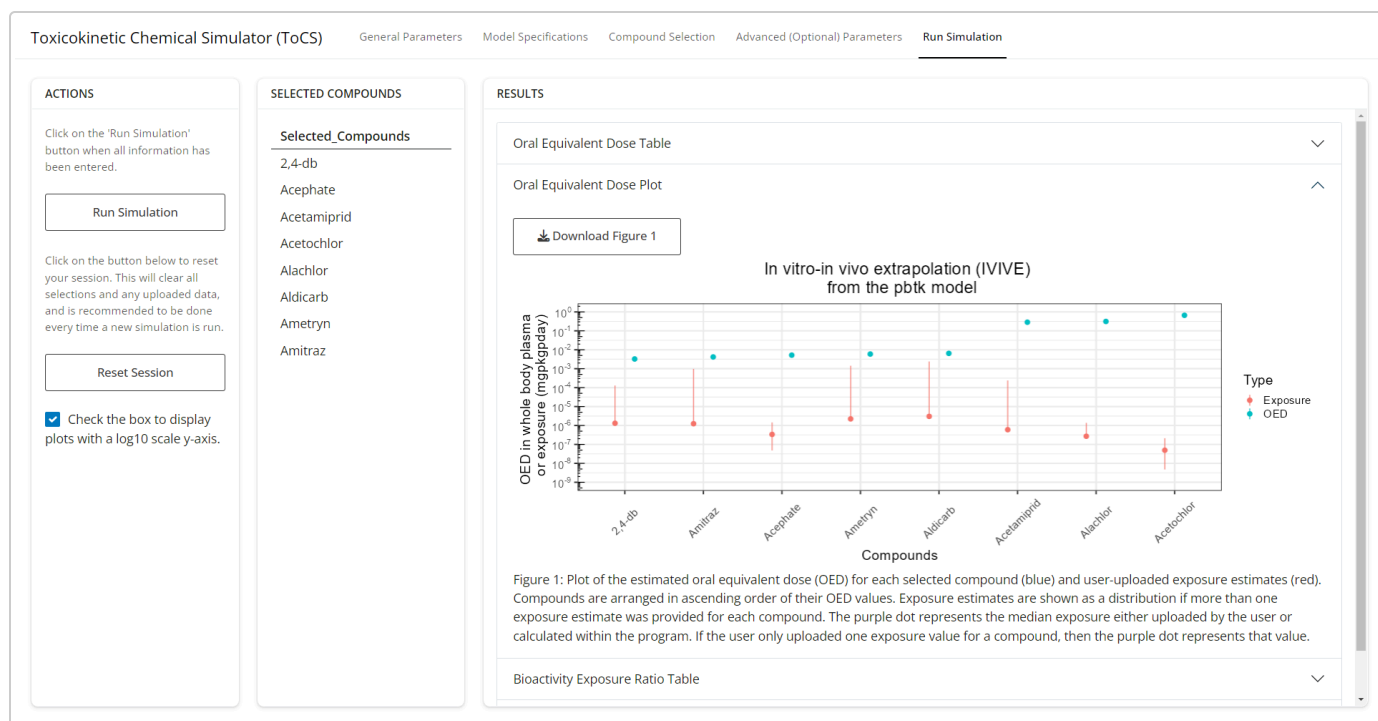 Toxicokinetic Chemical Simulator (ToCS)
General Parameters
Model Specifications
Compound Selection
Advanced (Optional) Parameters
Run Simulation
ACTIONS
Click on the 'Run Simulation'
button when all information has
been entered.
Run Simulation
Click on the button below to reset
your session. This will clear all
selections and any uploaded data,
and is recommended to be done
every time a new simulation is run.
Reset Session
Check the box to display
plots with a log10 scale y-axis.
SELECTED COMPOUNDS
Selected_Compounds
2,4-db
Acephate
Acetamiprid
Acetochlor
Alachlor
Aldicarb
Ametryn
Amitraz
RESULTS
Oral Equivalent Dose Table
Oral Equivalent Dose Plot
Download Figure 1
In vitro-in vivo extrapolation (IVIVE)
from the pbtk model
OED in whole body plasma
or exposure (mgpkgpday)
10⁰
10⁻¹
10⁻²
10⁻³
10⁻⁴
10⁻⁵
10⁻⁶
10⁻⁷
10⁻⁸
10⁻⁹
2,4-db
Amitraz
Acephate
Ametryn
Aldicarb
Acetamiprid
Alachlor
Acetochlor
Compounds
Type
Exposure
OED
Figure 1: Plot of the estimated oral equivalent dose (OED) for each selected compound (blue) and user-uploaded exposure estimates (red).
Compounds are arranged in ascending order of their OED values. Exposure estimates are shown as a distribution if more than one
exposure estimate was provided for each compound. The purple dot represents the median exposure either uploaded by the user or
calculated within the program. If the user only uploaded one exposure value for a compound, then the purple dot represents that value.
Bioactivity Exposure Ratio Table